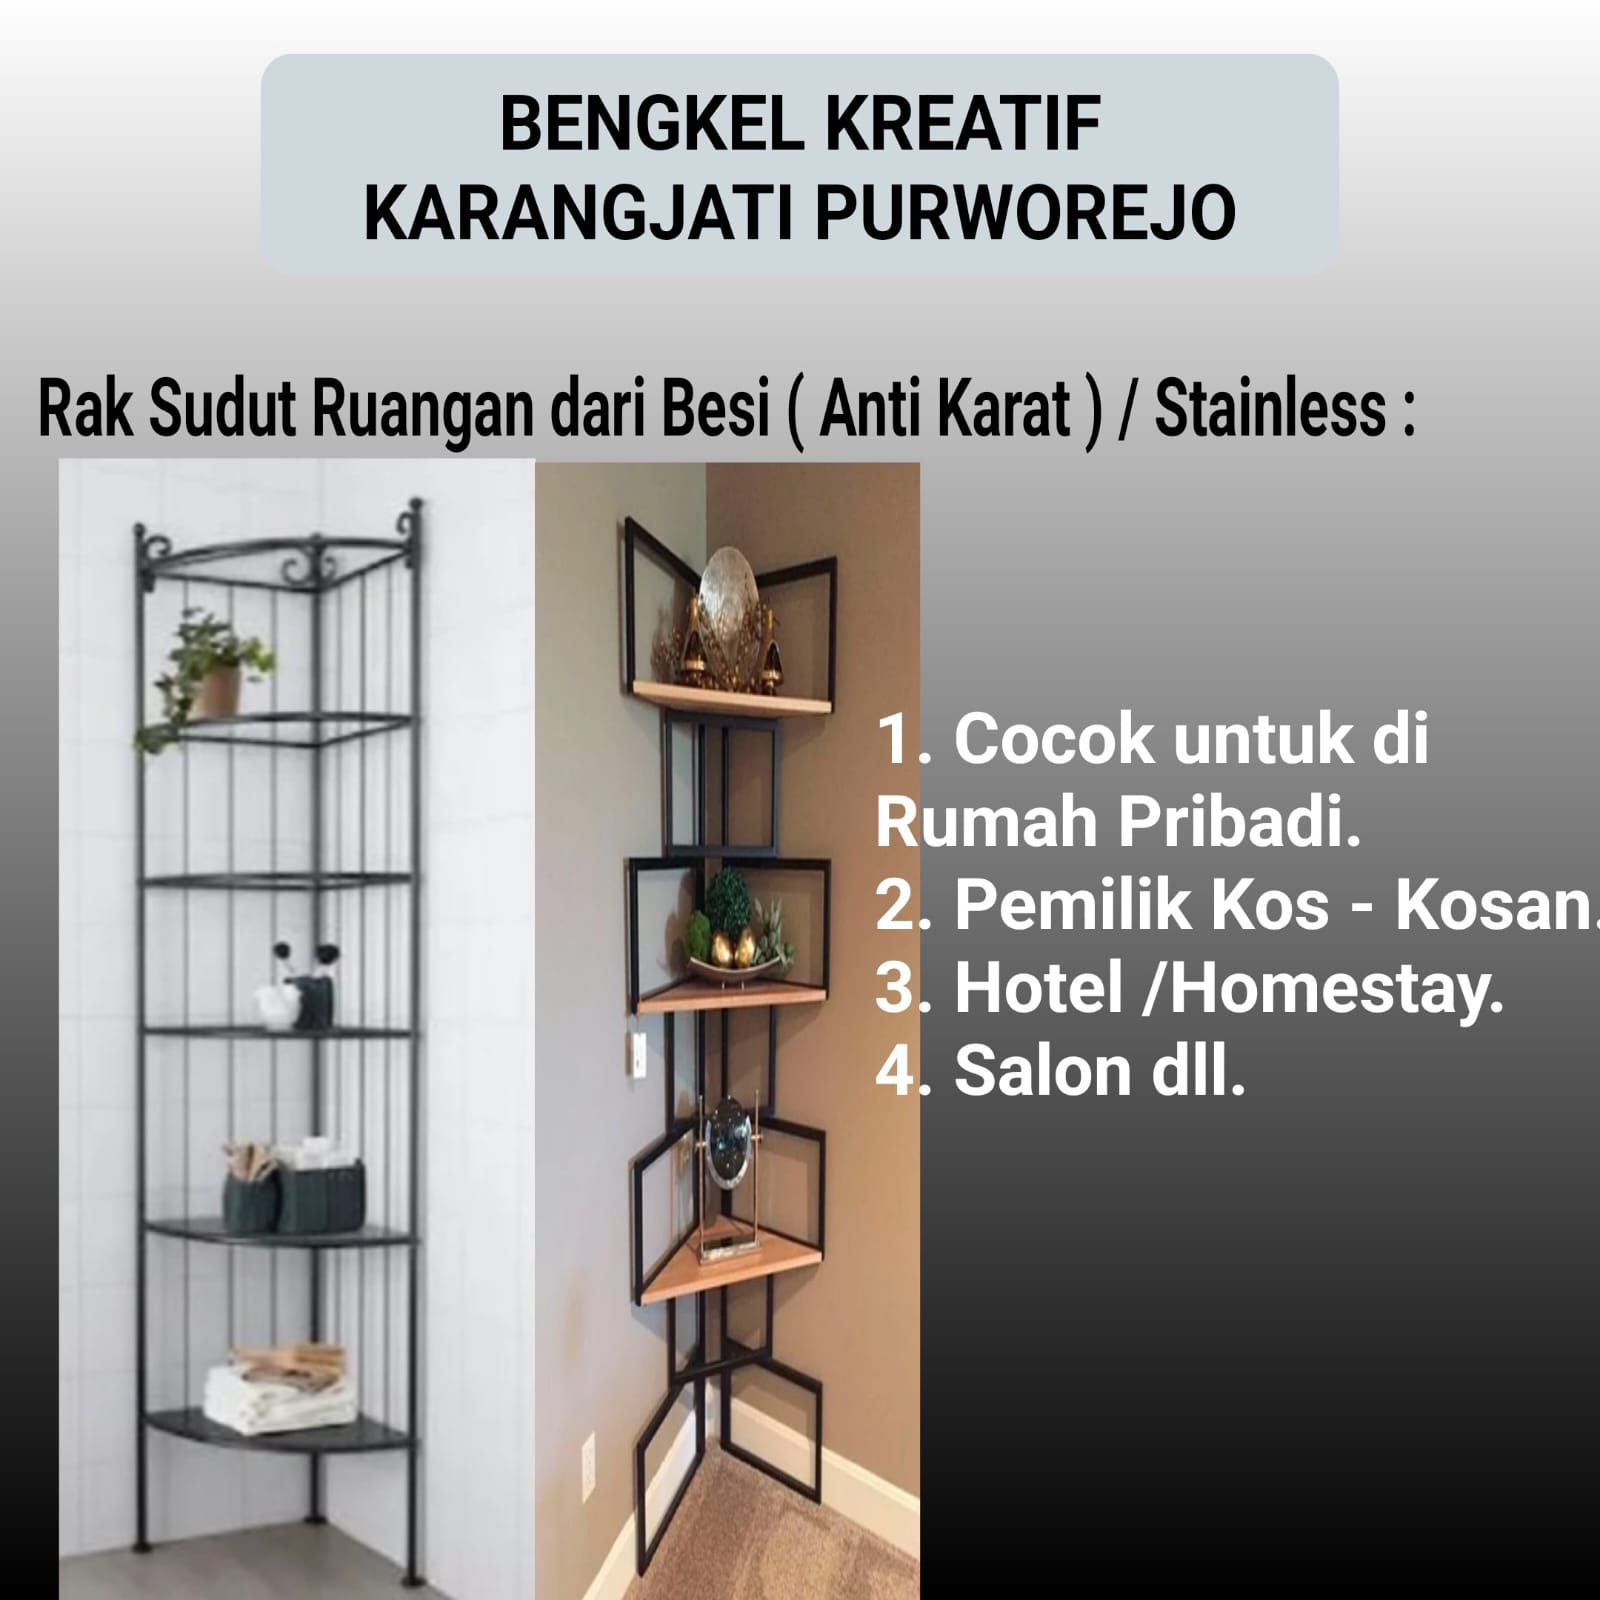 BENGKEL KREATIF
KARANGJATI PURWOREJO
Rak Sudut Ruangan dari Besi ( Anti Karat ) / Stainless :
1. Cocok untuk di
Rumah Pribadi.
2. Pemilik Kos - Kosan.
3. Hotel /Homestay.
4. Salon dll.